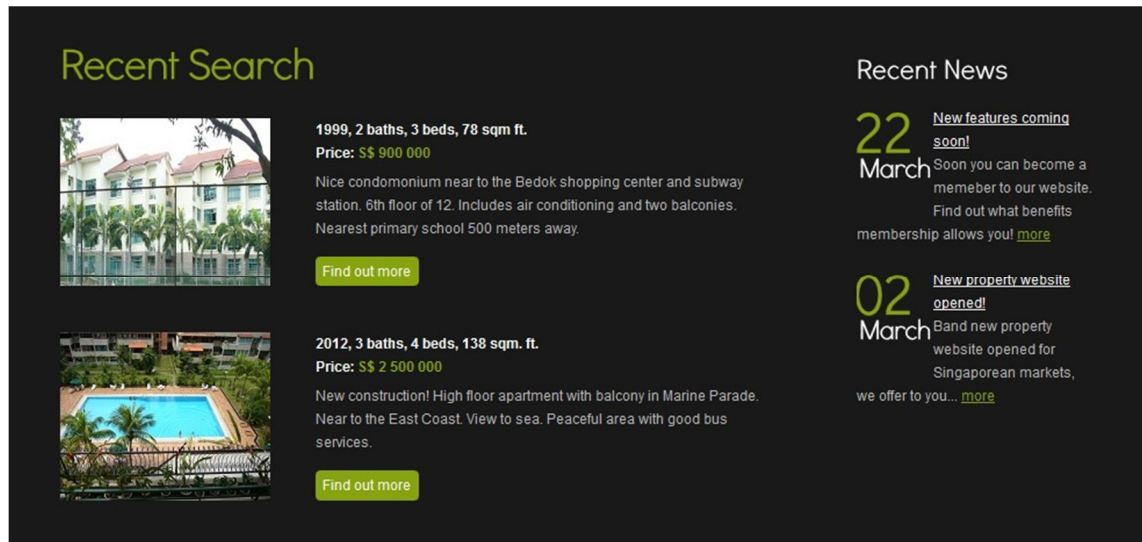 Recent Search
1999, 2 baths, 3 beds, 78 sqm ft.
Price: S$ 900 000
Nice condomonium near to the Bedok shopping center and subway
station. 6th floor of 12. Includes air conditioning and two balconies.
Nearest primary school 500 meters away.
Find out more
2012, 3 baths, 4 beds, 138 sqm. ft.
Price: S$ 2 500 000
New construction! High floor apartment with balcony in Marine Parade.
Near to the East Coast. View to sea. Peaceful area with good bus
services.
Find out more
Recent News
22
March
New features coming
soon!
Soon you can become a
memeber to our website.
Find out what benefits
membership allows you! more
02
March
New property website
opened!
Band new property
website opened for
Singaporean markets,
we offer to you... more